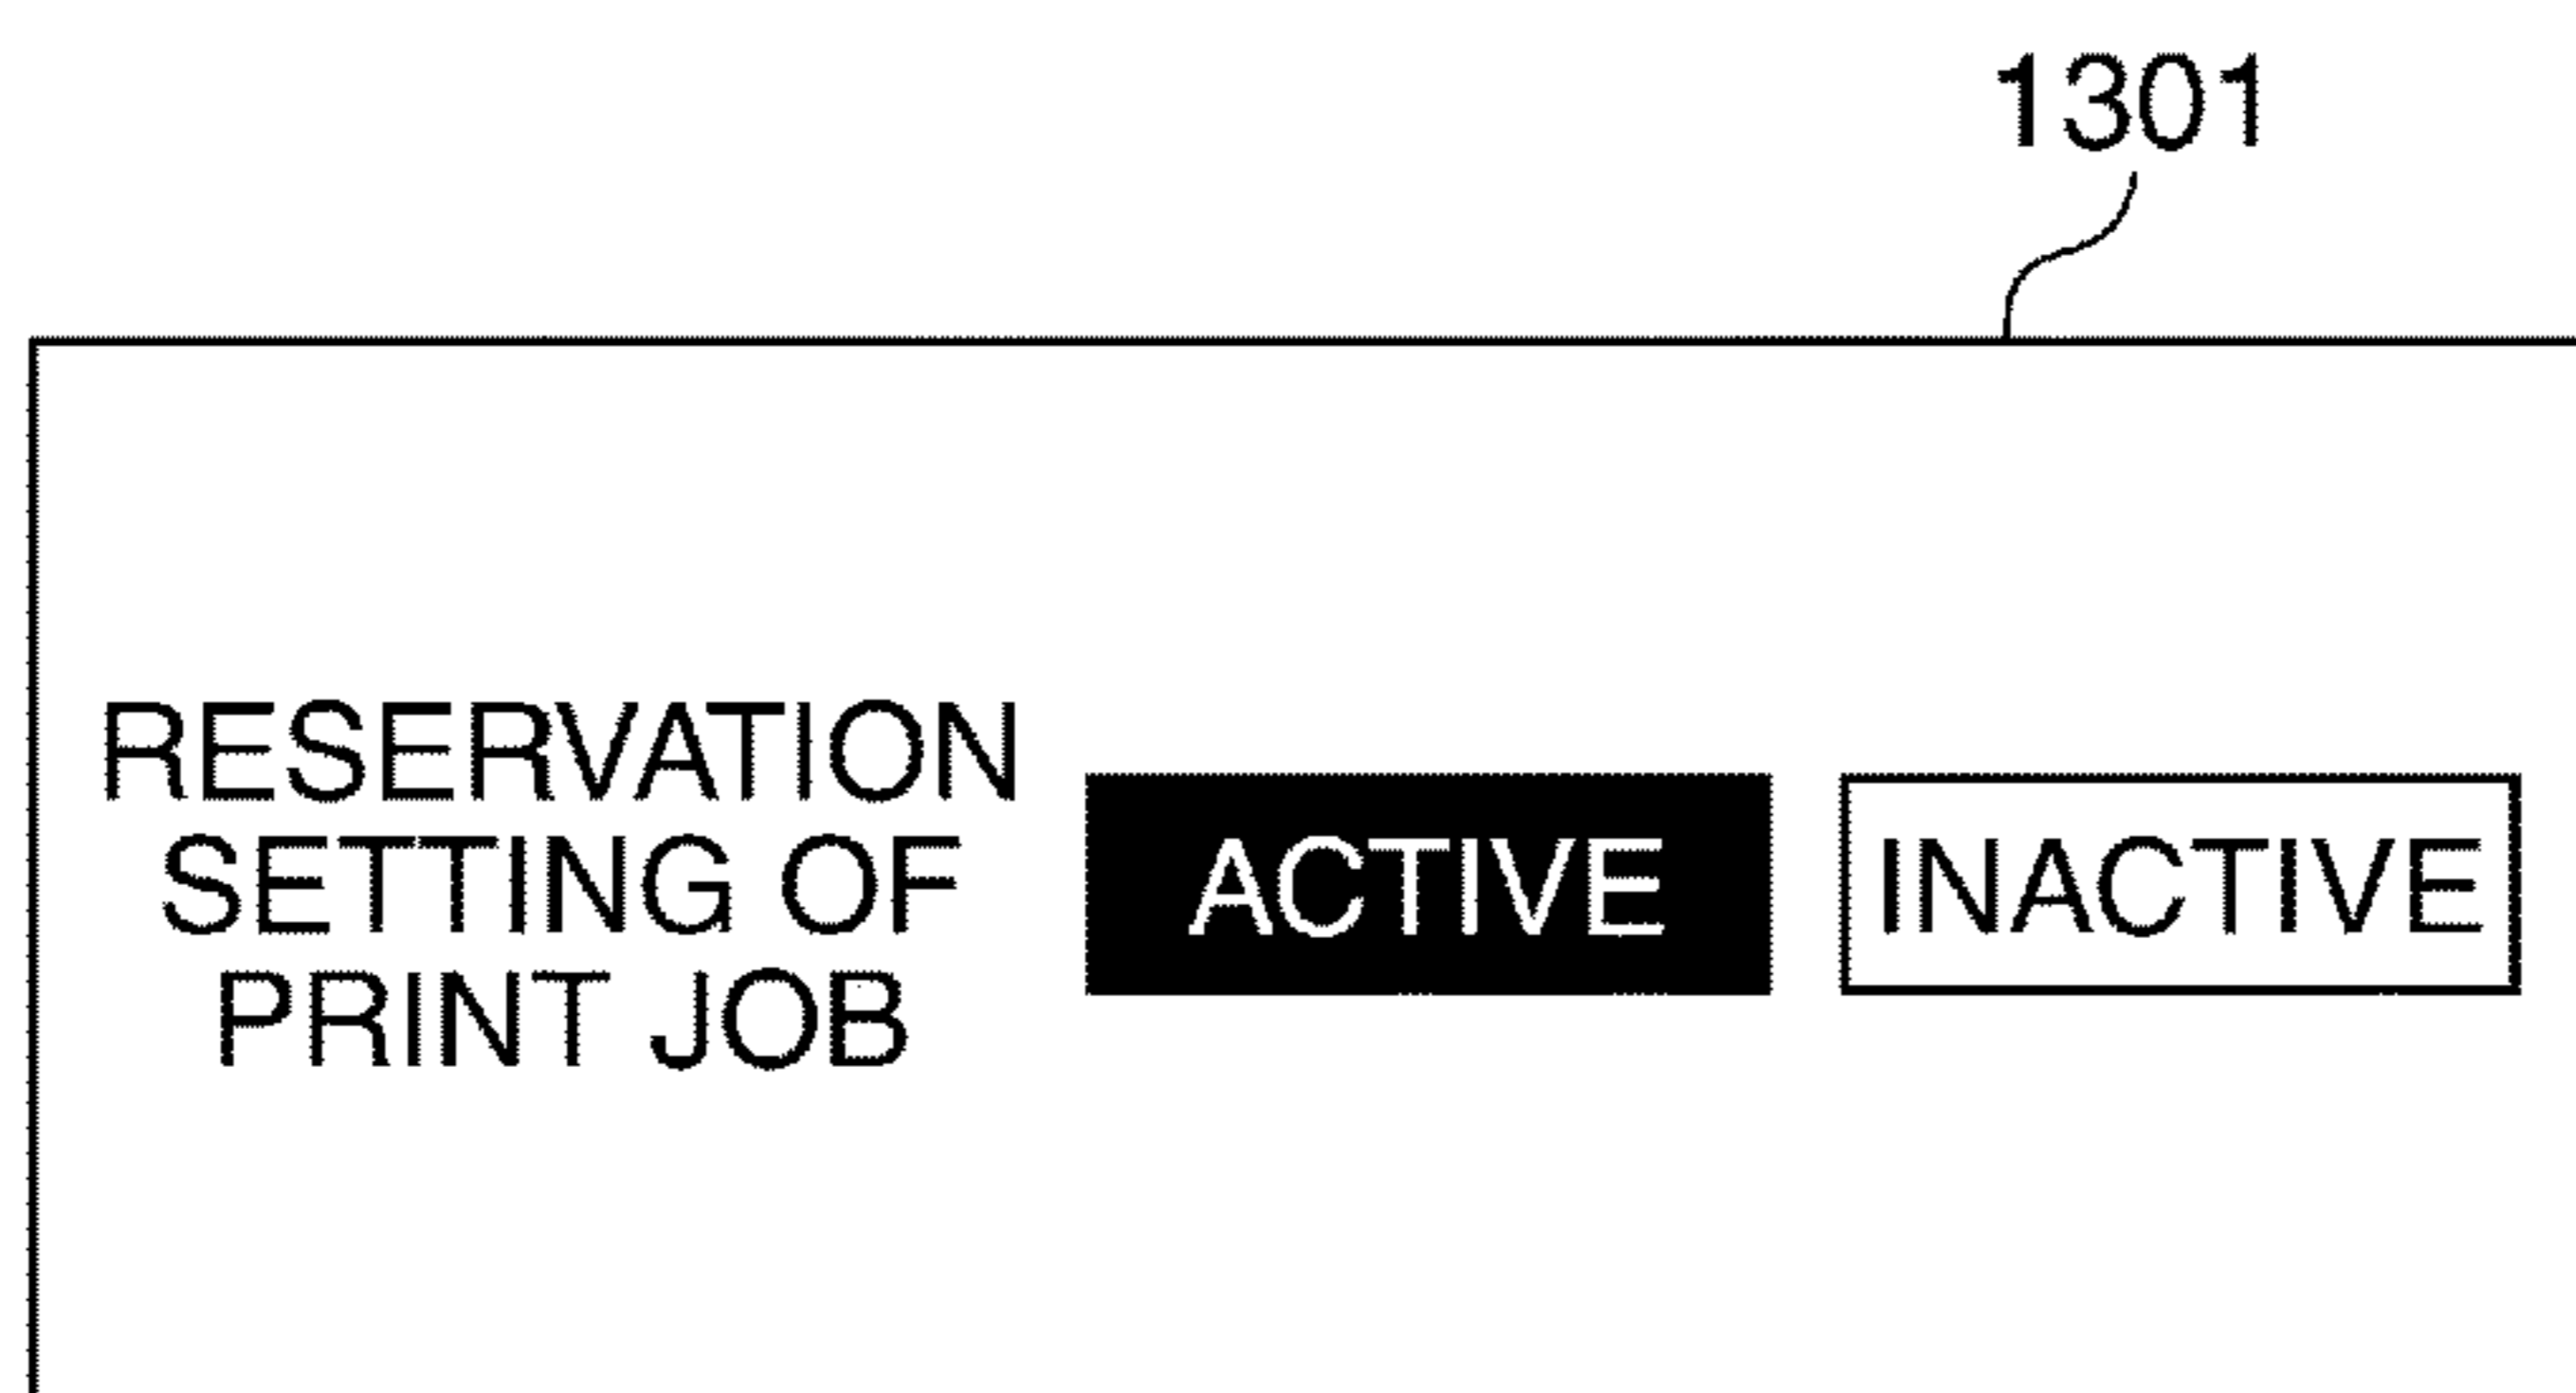 1301
RESERVATION
SETTING OF
PRINT JOB
ACTIVE
INACTIVE